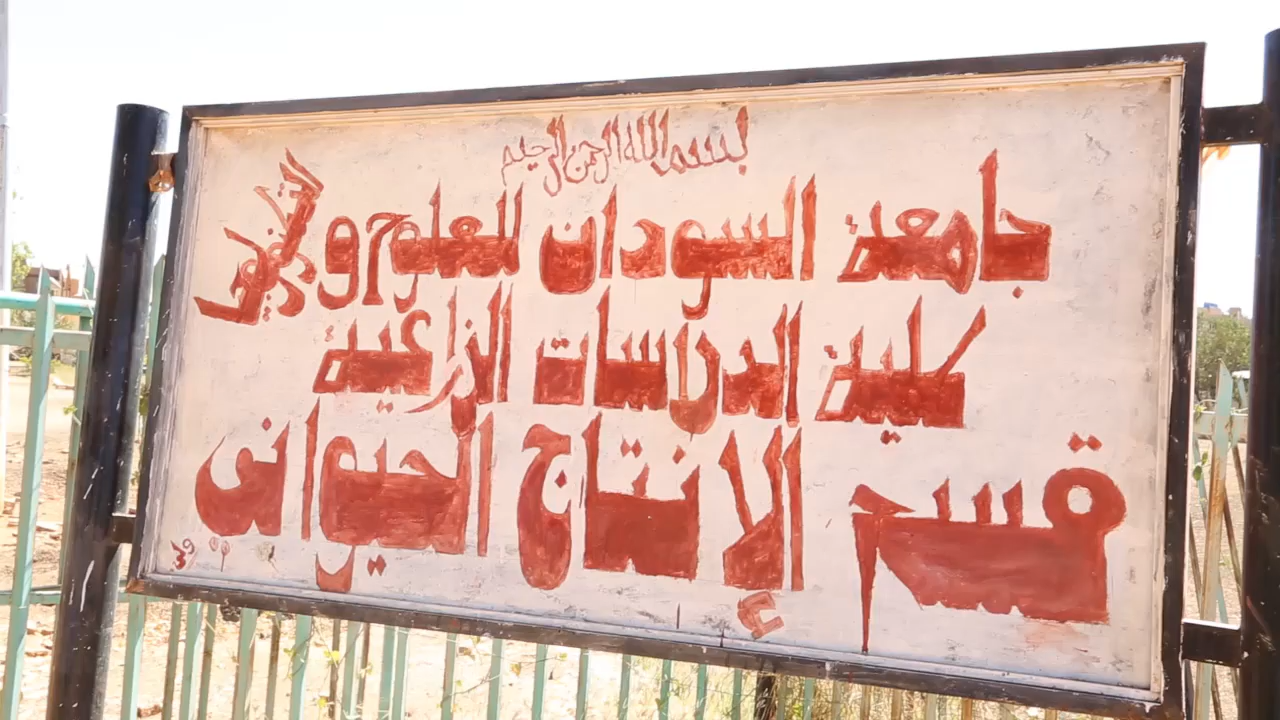 بسم الله الرحمن الرحيم
جامعة السودان للعلوم والتكنولوجيا
كلية الدراسات الزراعية
قسم الإنتاج الحيواني